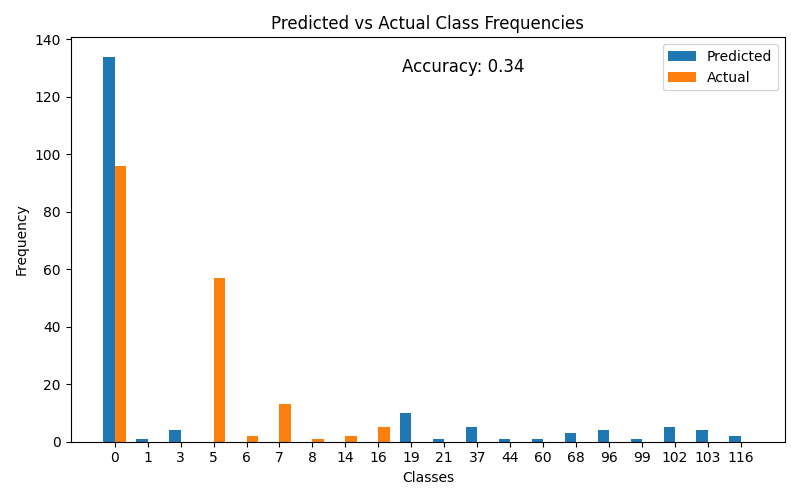 Predicted vs Actual Class Frequencies
Accuracy: 0.34
Predicted
Actual
Frequency
140
120
100
80
60
40
20
0
0 1 3 5 6 7 8 14 16 19 21 37 44 60 68 96 99 102 103 116
Classes